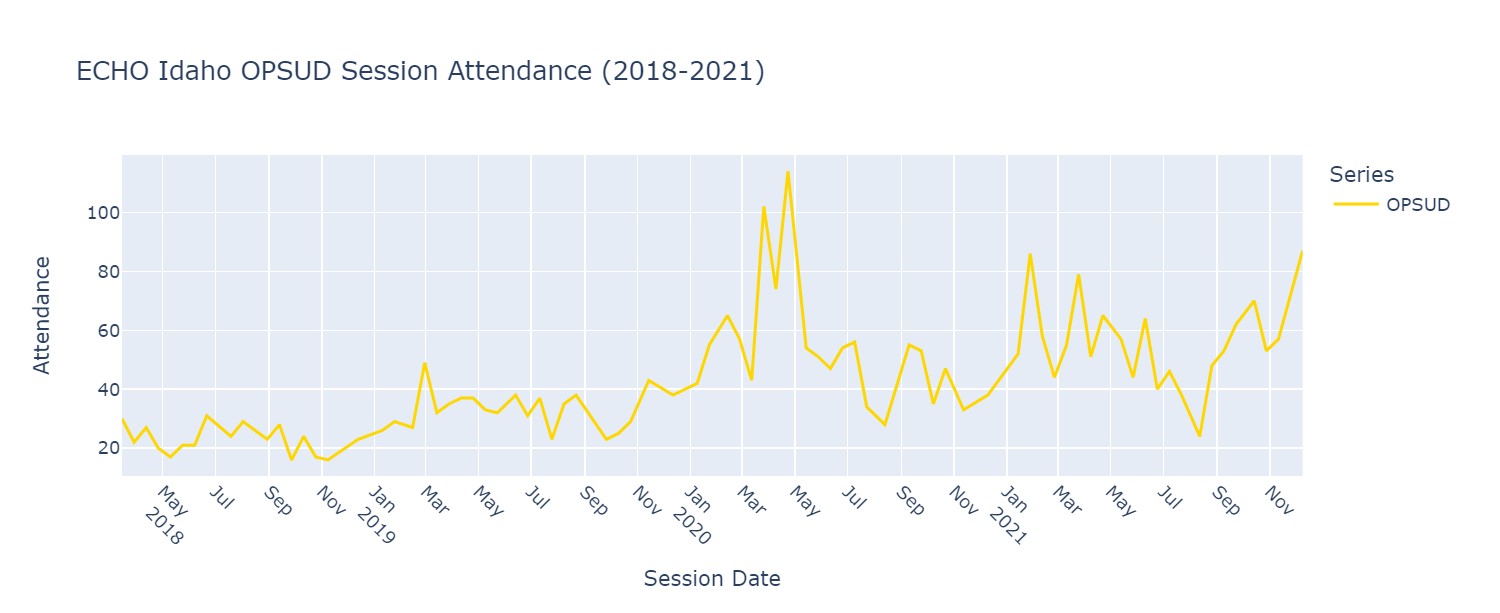 ECHO Idaho OPSUD Session Attendance (2018-2021)
Series
OPSUD
Attendance
100
80
60
40
20
May
2018
Jul
Sep
Nov
Jan
2019
Mar
May
Jul
Sep
Nov
Jan
2020
Mar
May
Jul
Sep
Nov
Jan
2021
Mar
May
Jul
Sep
Nov
Session Date